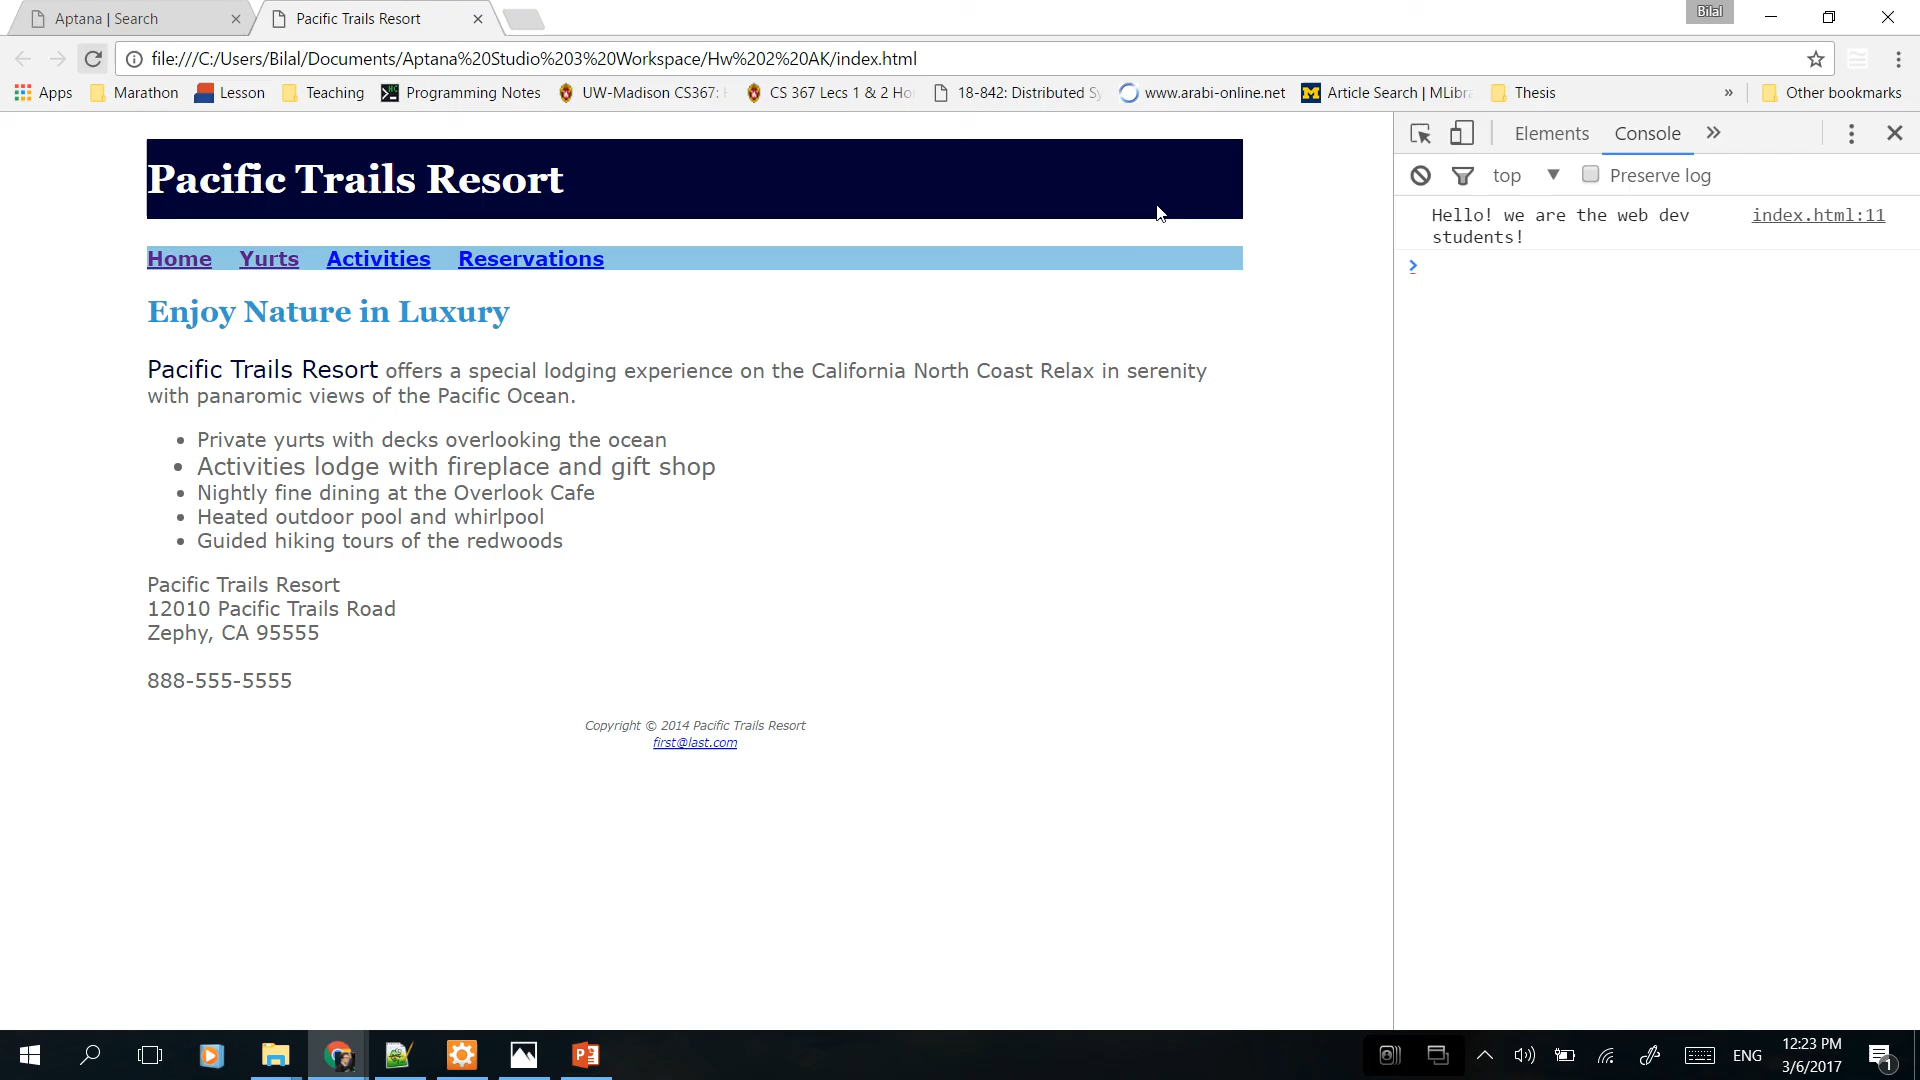 Aptana | Search
Pacific Trails Resort
Bilal
file:///C:/Users/Bilal/Documents/Aptana%20Studio%203%20Workspace/Hw%202%20AK/index.html
Apps Marathon Lesson Teaching Programming Notes UW-Madison CS367: CS 367 Lecs 1 & 2 Ho 18-842: Distributed Sy www.arabi-online.net Article Search | MLibra Thesis » Other bookmarks
Elements Console »
top Preserve log
Hello! we are the web dev students! index.html:11
Pacific Trails Resort
Home Yurts Activities Reservations
Enjoy Nature in Luxury
Pacific Trails Resort offers a special lodging experience on the California North Coast Relax in serenity
with panaromic views of the Pacific Ocean.
• Private yurts with decks overlooking the ocean
• Activities lodge with fireplace and gift shop
• Nightly fine dining at the Overlook Cafe
• Heated outdoor pool and whirlpool
• Guided hiking tours of the redwoods
Pacific Trails Resort
12010 Pacific Trails Road
Zephy, CA 95555
888-555-5555
Copyright © 2014 Pacific Trails Resort
first@last.com
ENG
12:23 PM
3/6/2017
1